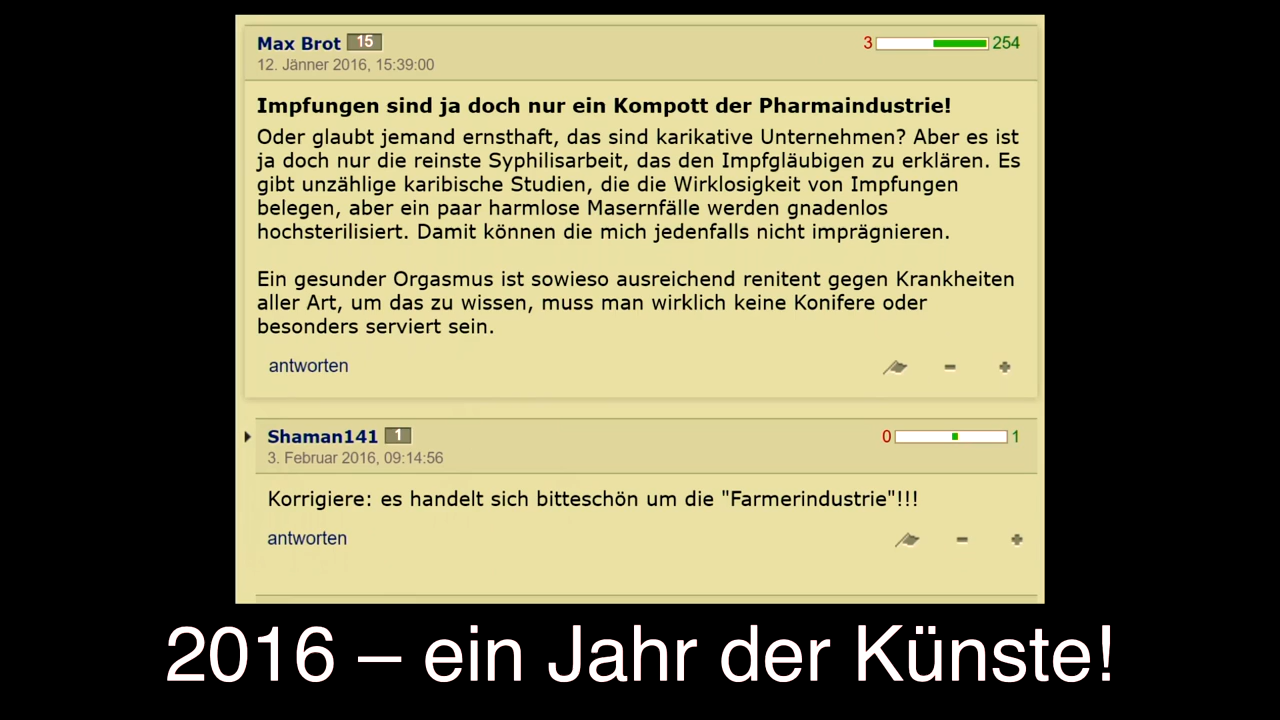 Max Brot 15
3 254
12. Jänner 2016, 15:39:00
Impfungen sind ja doch nur ein Kompott der Pharmaindustrie!
Oder glaubt jemand ernsthaft, das sind karikative Unternehmen? Aber es ist
ja doch nur die reinste Syphilisarbeit, das den Impfgläubigen zu erklären. Es
gibt unzählige karibische Studien, die die Wirklosigkeit von Impfungen
belegen, aber ein paar harmlose Masernfälle werden gnadenlos
hochsterilisiert. Damit können die mich jedenfalls nicht imprägnieren.
Ein gesunder Orgasmus ist sowieso ausreichend renitent gegen Krankheiten
aller Art, um das zu wissen, muss man wirklich keine Konifere oder
besonders serviert sein.
antworten
Shaman141 1
0 1
3. Februar 2016, 09:14:56
Korrigiere: es handelt sich bitteschön um die "Farmerindustrie"!!!
antworten
2016 – ein Jahr der Künste!